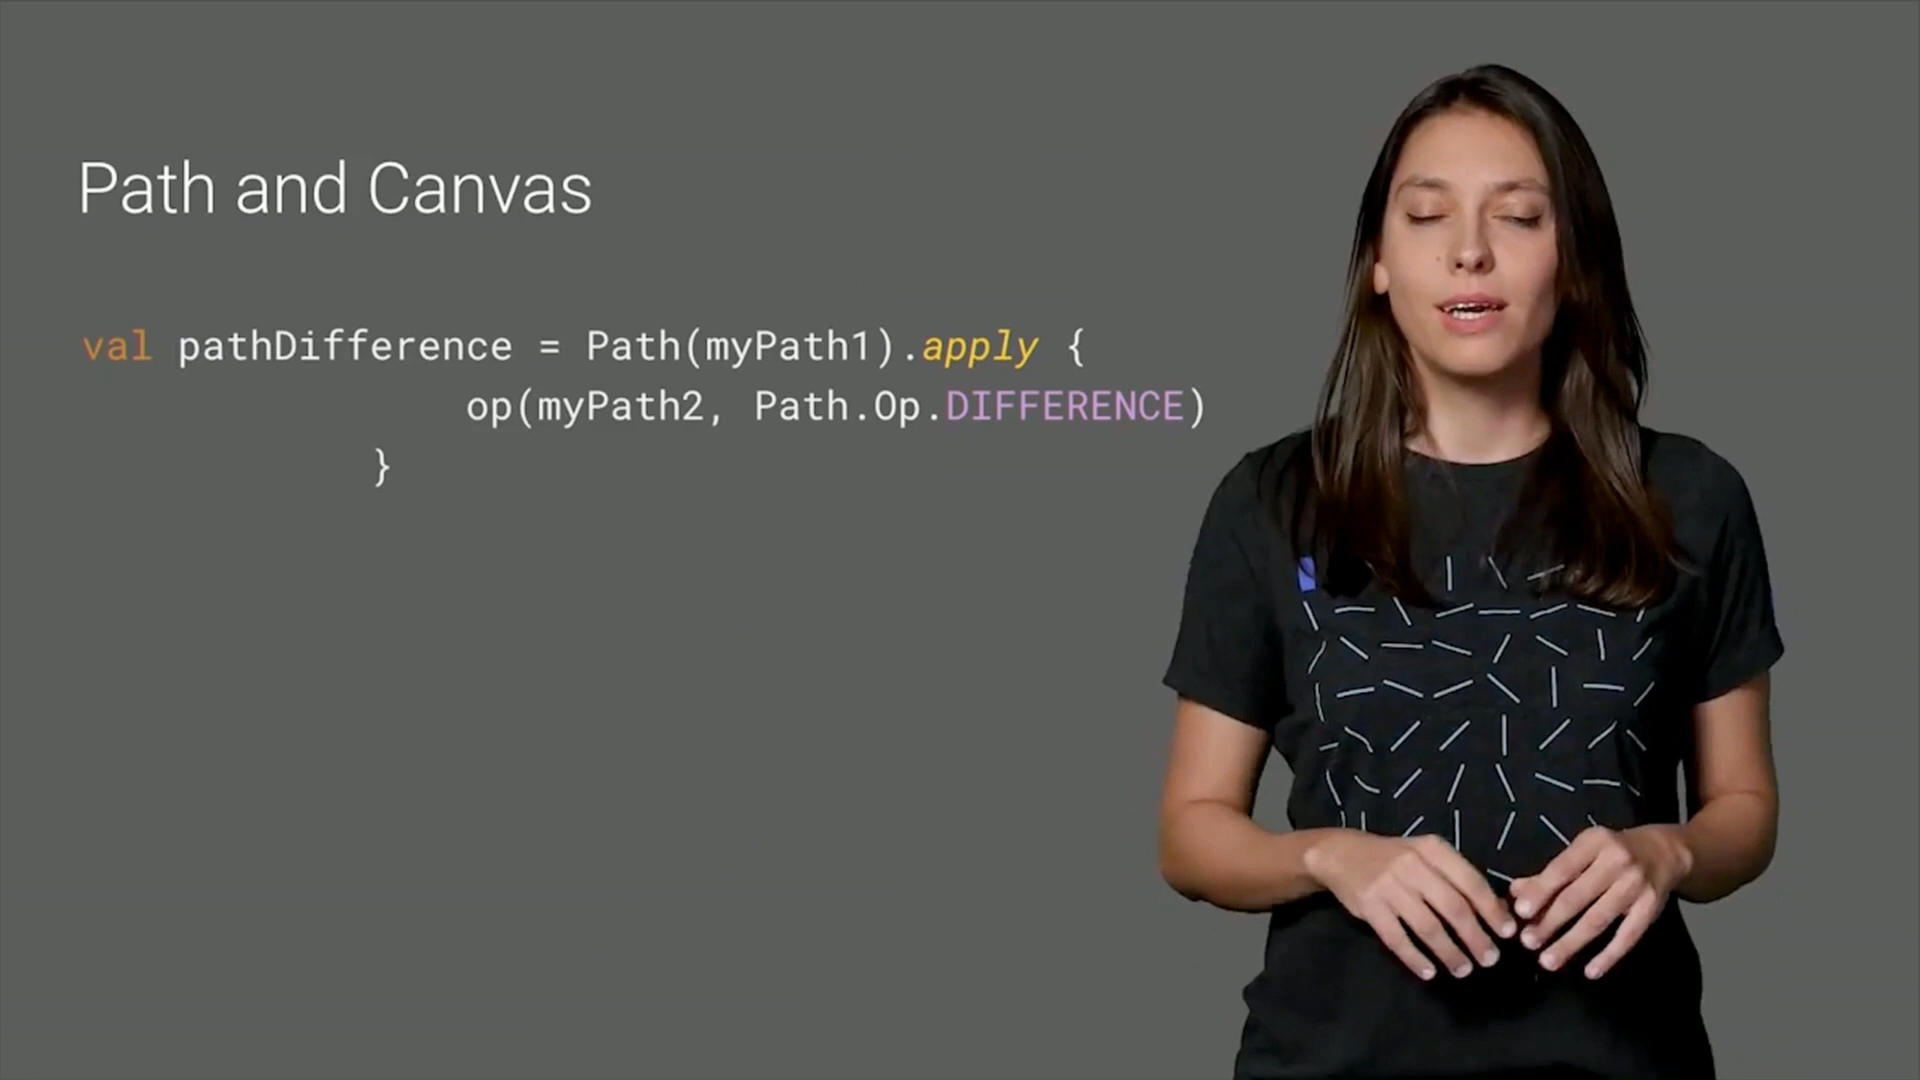 Path and Canvas
val pathDifference = Path(myPath1).apply {
op(myPath2, Path.Op.DIFFERENCE)
}